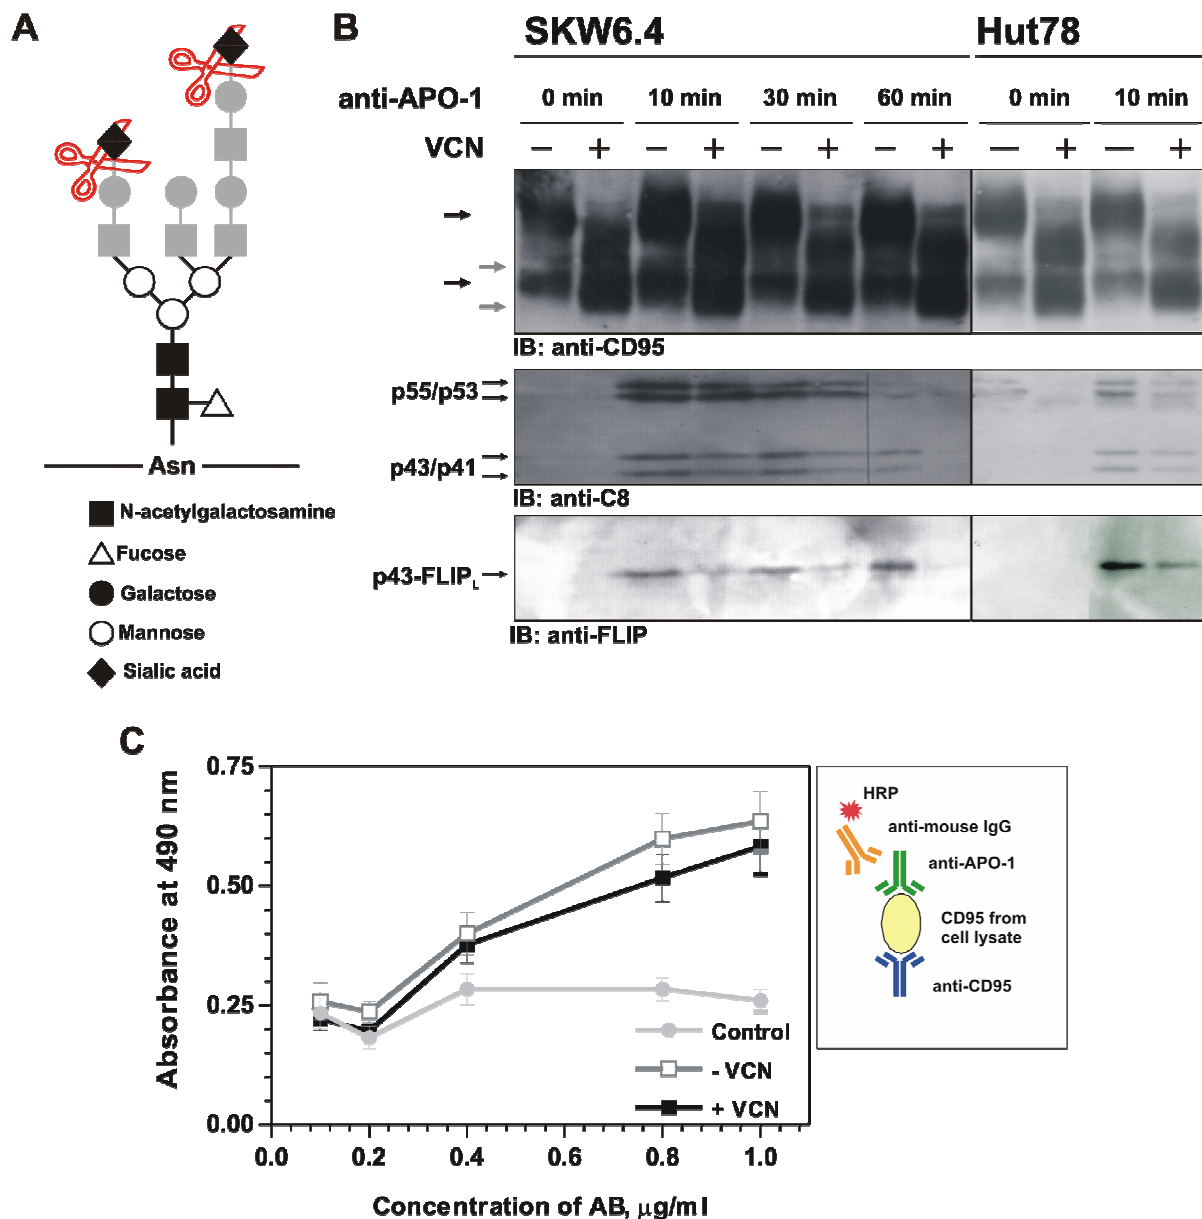 A
Asn
N-acetylgalactosamine
Fucose
Galactose
Mannose
Sialic acid
B
SKW6.4 Hut78
anti-APO-1 0 min 10 min 30 min 60 min 0 min 10 min
VCN − + − + − + − + − + − +
IB: anti-CD95
p55/p53
p43/p41
IB: anti-C8
p43-FLIPL
IB: anti-FLIP
C
Absorbance at 490 nm
0.75
0.50
0.25
0.00
0.0 0.2 0.4 0.6 0.8 1.0
Concentration of AB, μg/ml
Control
- VCN
+ VCN
HRP
anti-mouse IgG
anti-APO-1
CD95 from
cell lysate
anti-CD95